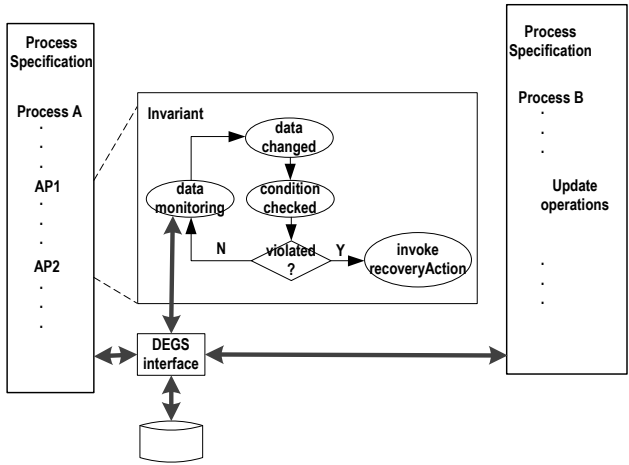 Process
Specification
Process A
AP1
AP2
Invariant
data
changed
data
monitoring
condition
checked
N
violated
?
Y
invoke
recoveryAction
DEGS
interface
Process
Specification
Process B
Update
operations